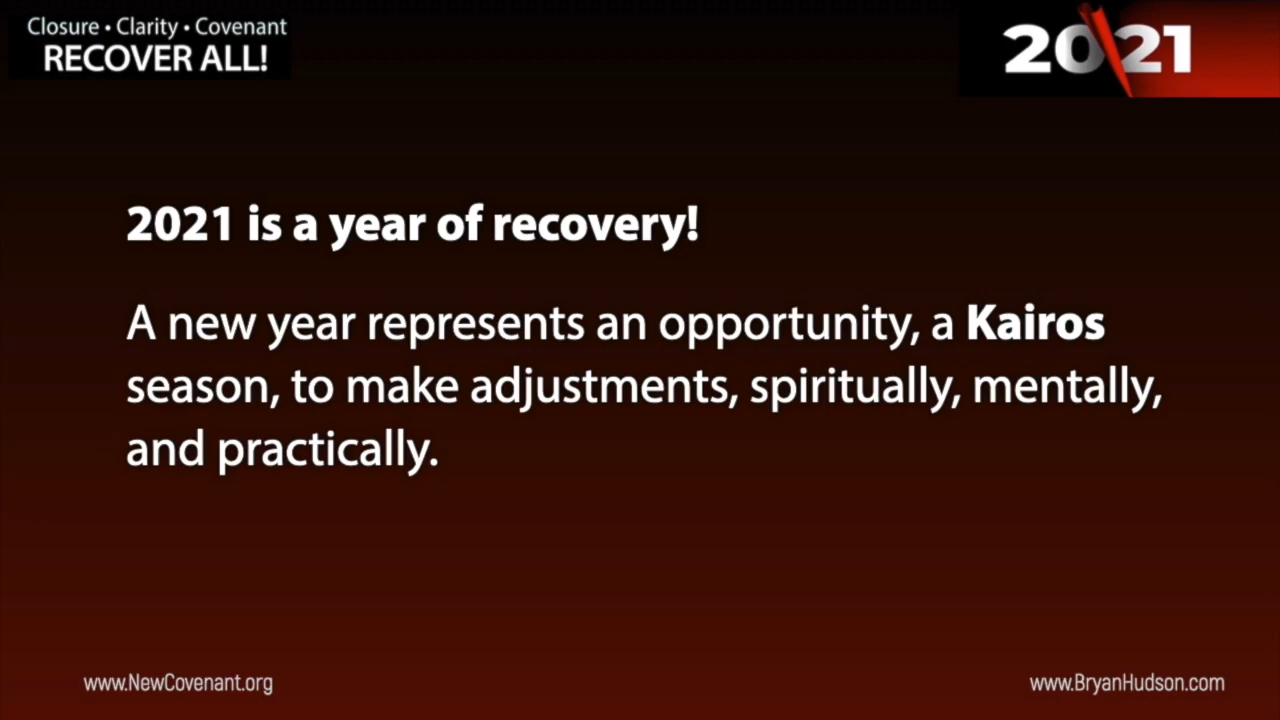 Closure • Clarity • Covenant
RECOVER ALL!
2021
2021 is a year of recovery!
A new year represents an opportunity, a Kairos
season, to make adjustments, spiritually, mentally,
and practically.
www.NewCovenant.org
www.BryanHudson.com